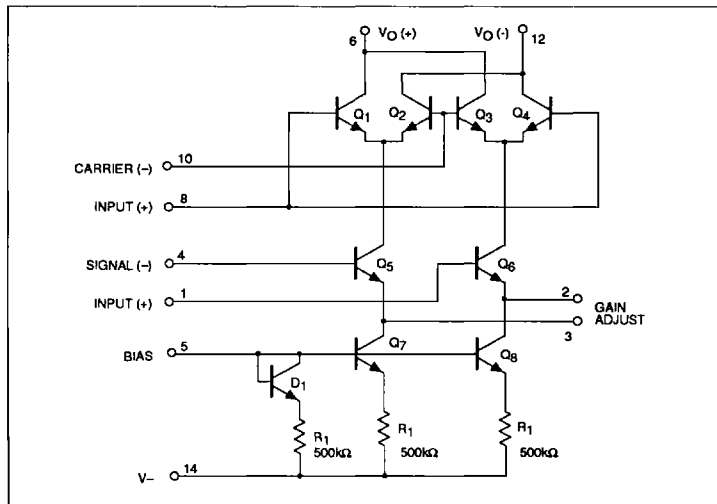 6 VO (+) VO (-) 12
Q1 Q2 Q3 Q4
CARRIER (-) 10
INPUT (+) 8
SIGNAL (-) 4
Q5 Q6
INPUT (+) 1
2 GAIN
ADJUST
3
BIAS 5
Q7 Q8
D1
R1 500kΩ
R1 500kΩ
R1 500kΩ
V– 14